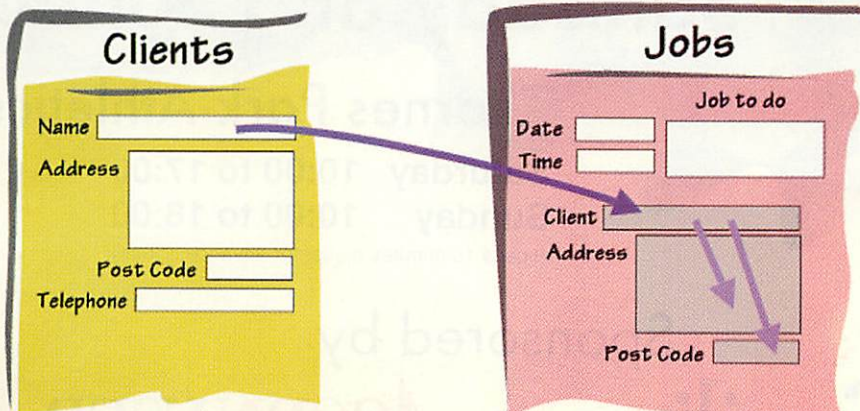 Clients
Name
Address
Post Code
Telephone
Jobs
Job to do
Date
Time
Client
Address
Post Code